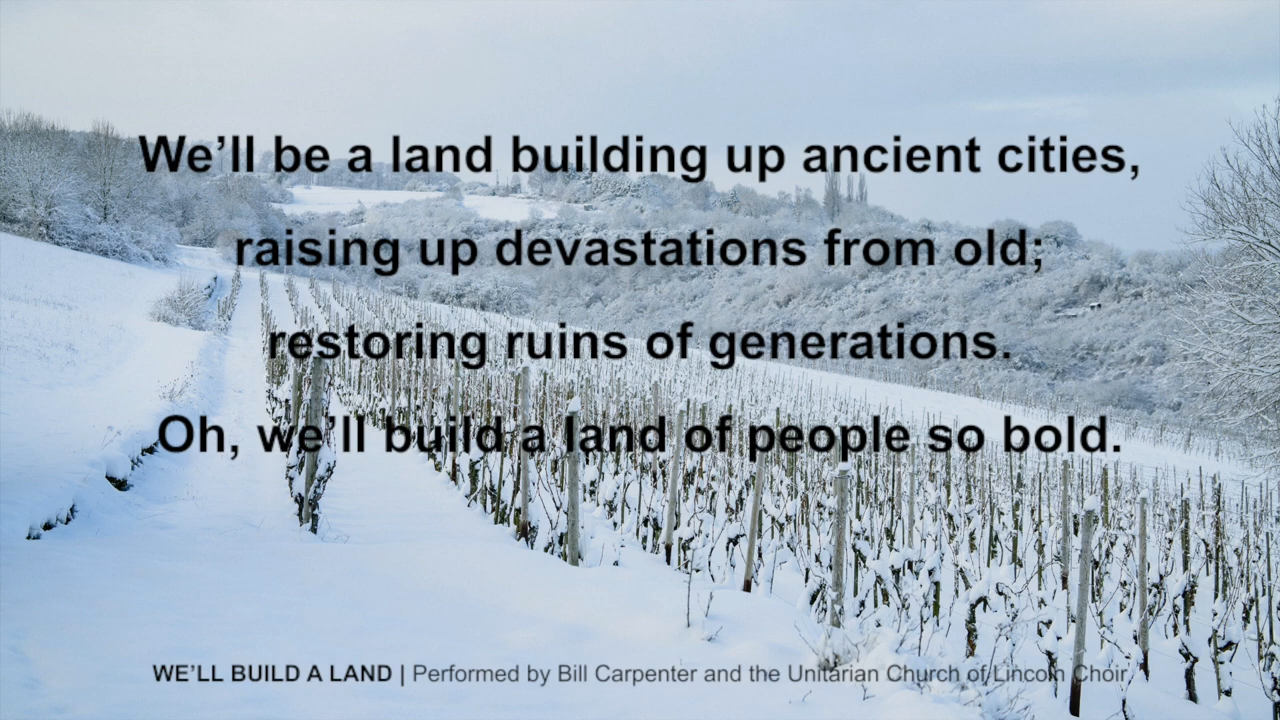 We’ll be a land building up ancient cities,
raising up devastations from old;
restoring ruins of generations.
Oh, we’ll build a land of people so bold.
WE’LL BUILD A LAND | Performed by Bill Carpenter and the Unitarian Church of Lincoln Choir